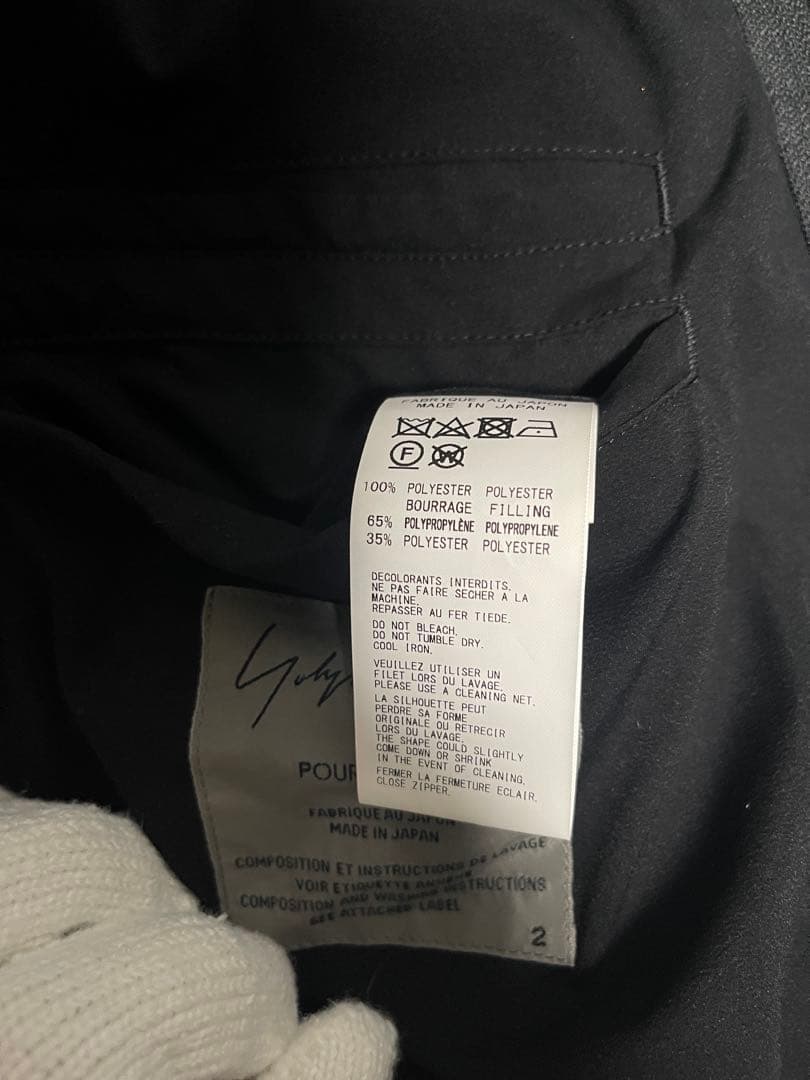 FABRIQUE AU JAPON
MADE IN JAPAN
F
W
100% POLYESTER POLYESTER
BOURRAGE FILLING
65% POLYPROPYLÈNE POLYPROPYLENE
35% POLYESTER POLYESTER
DECOLORANTS INTERDITS.
NE PAS FAIRE SECHER A LA
MACHINE.
REPASSER AU FER TIEDE.
DO NOT BLEACH.
DO NOT TUMBLE DRY.
COOL IRON.
VEUILLEZ UTILISER UN
FILET LORS DU LAVAGE.
PLEASE USE A CLEANING NET.
LA SILHOUETTE PEUT
PERDRE SA FORME
ORIGINALE OU RETRECIR
LORS DU LAVAGE.
THE SHAPE COULD SLIGHTLY
COME DOWN OR SHRINK
IN THE EVENT OF CLEANING.
FERMER LA FERMETURE ECLAIR.
CLOSE ZIPPER.
POUR
FABRIQUE AU JAPON
MADE IN JAPAN
COMPOSITION ET INSTRUCTIONS DE LAVAGE
VOIR ETIQUETTE ANNEXE
COMPOSITION AND WASHING INSTRUCTIONS
SEE ATTACHED LABEL
2